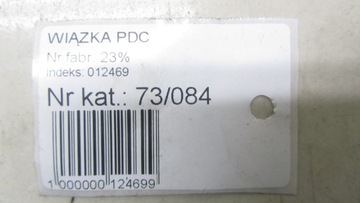 WIĄZKA PDC
Nr fabr. 23%
Indeks: 012469
Nr kat.: 73/084
1 000000 124699